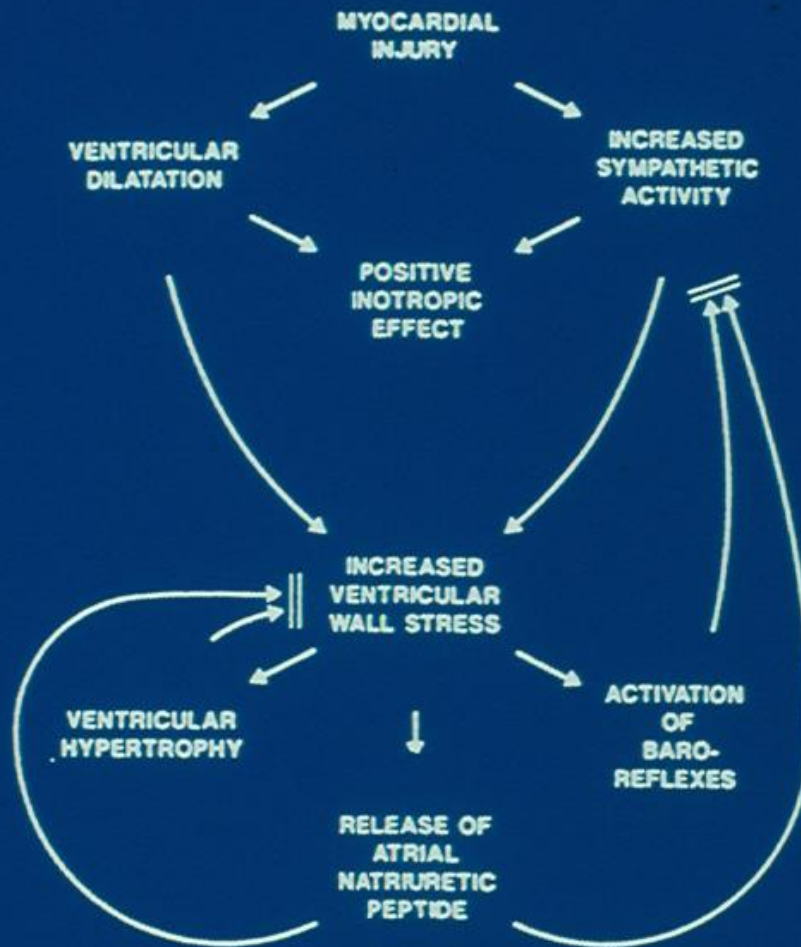 MYOCARDIAL
INJURY
VENTRICULAR
DILATATION
INCREASED
SYMPATHETIC
ACTIVITY
POSITIVE
INOTROPIC
EFFECT
INCREASED
VENTRICULAR
WALL STRESS
VENTRICULAR
HYPERTROPHY
ACTIVATION
OF
BARO-
REFLEXES
RELEASE OF
ATRIAL
NATRIURETIC
PEPTIDE